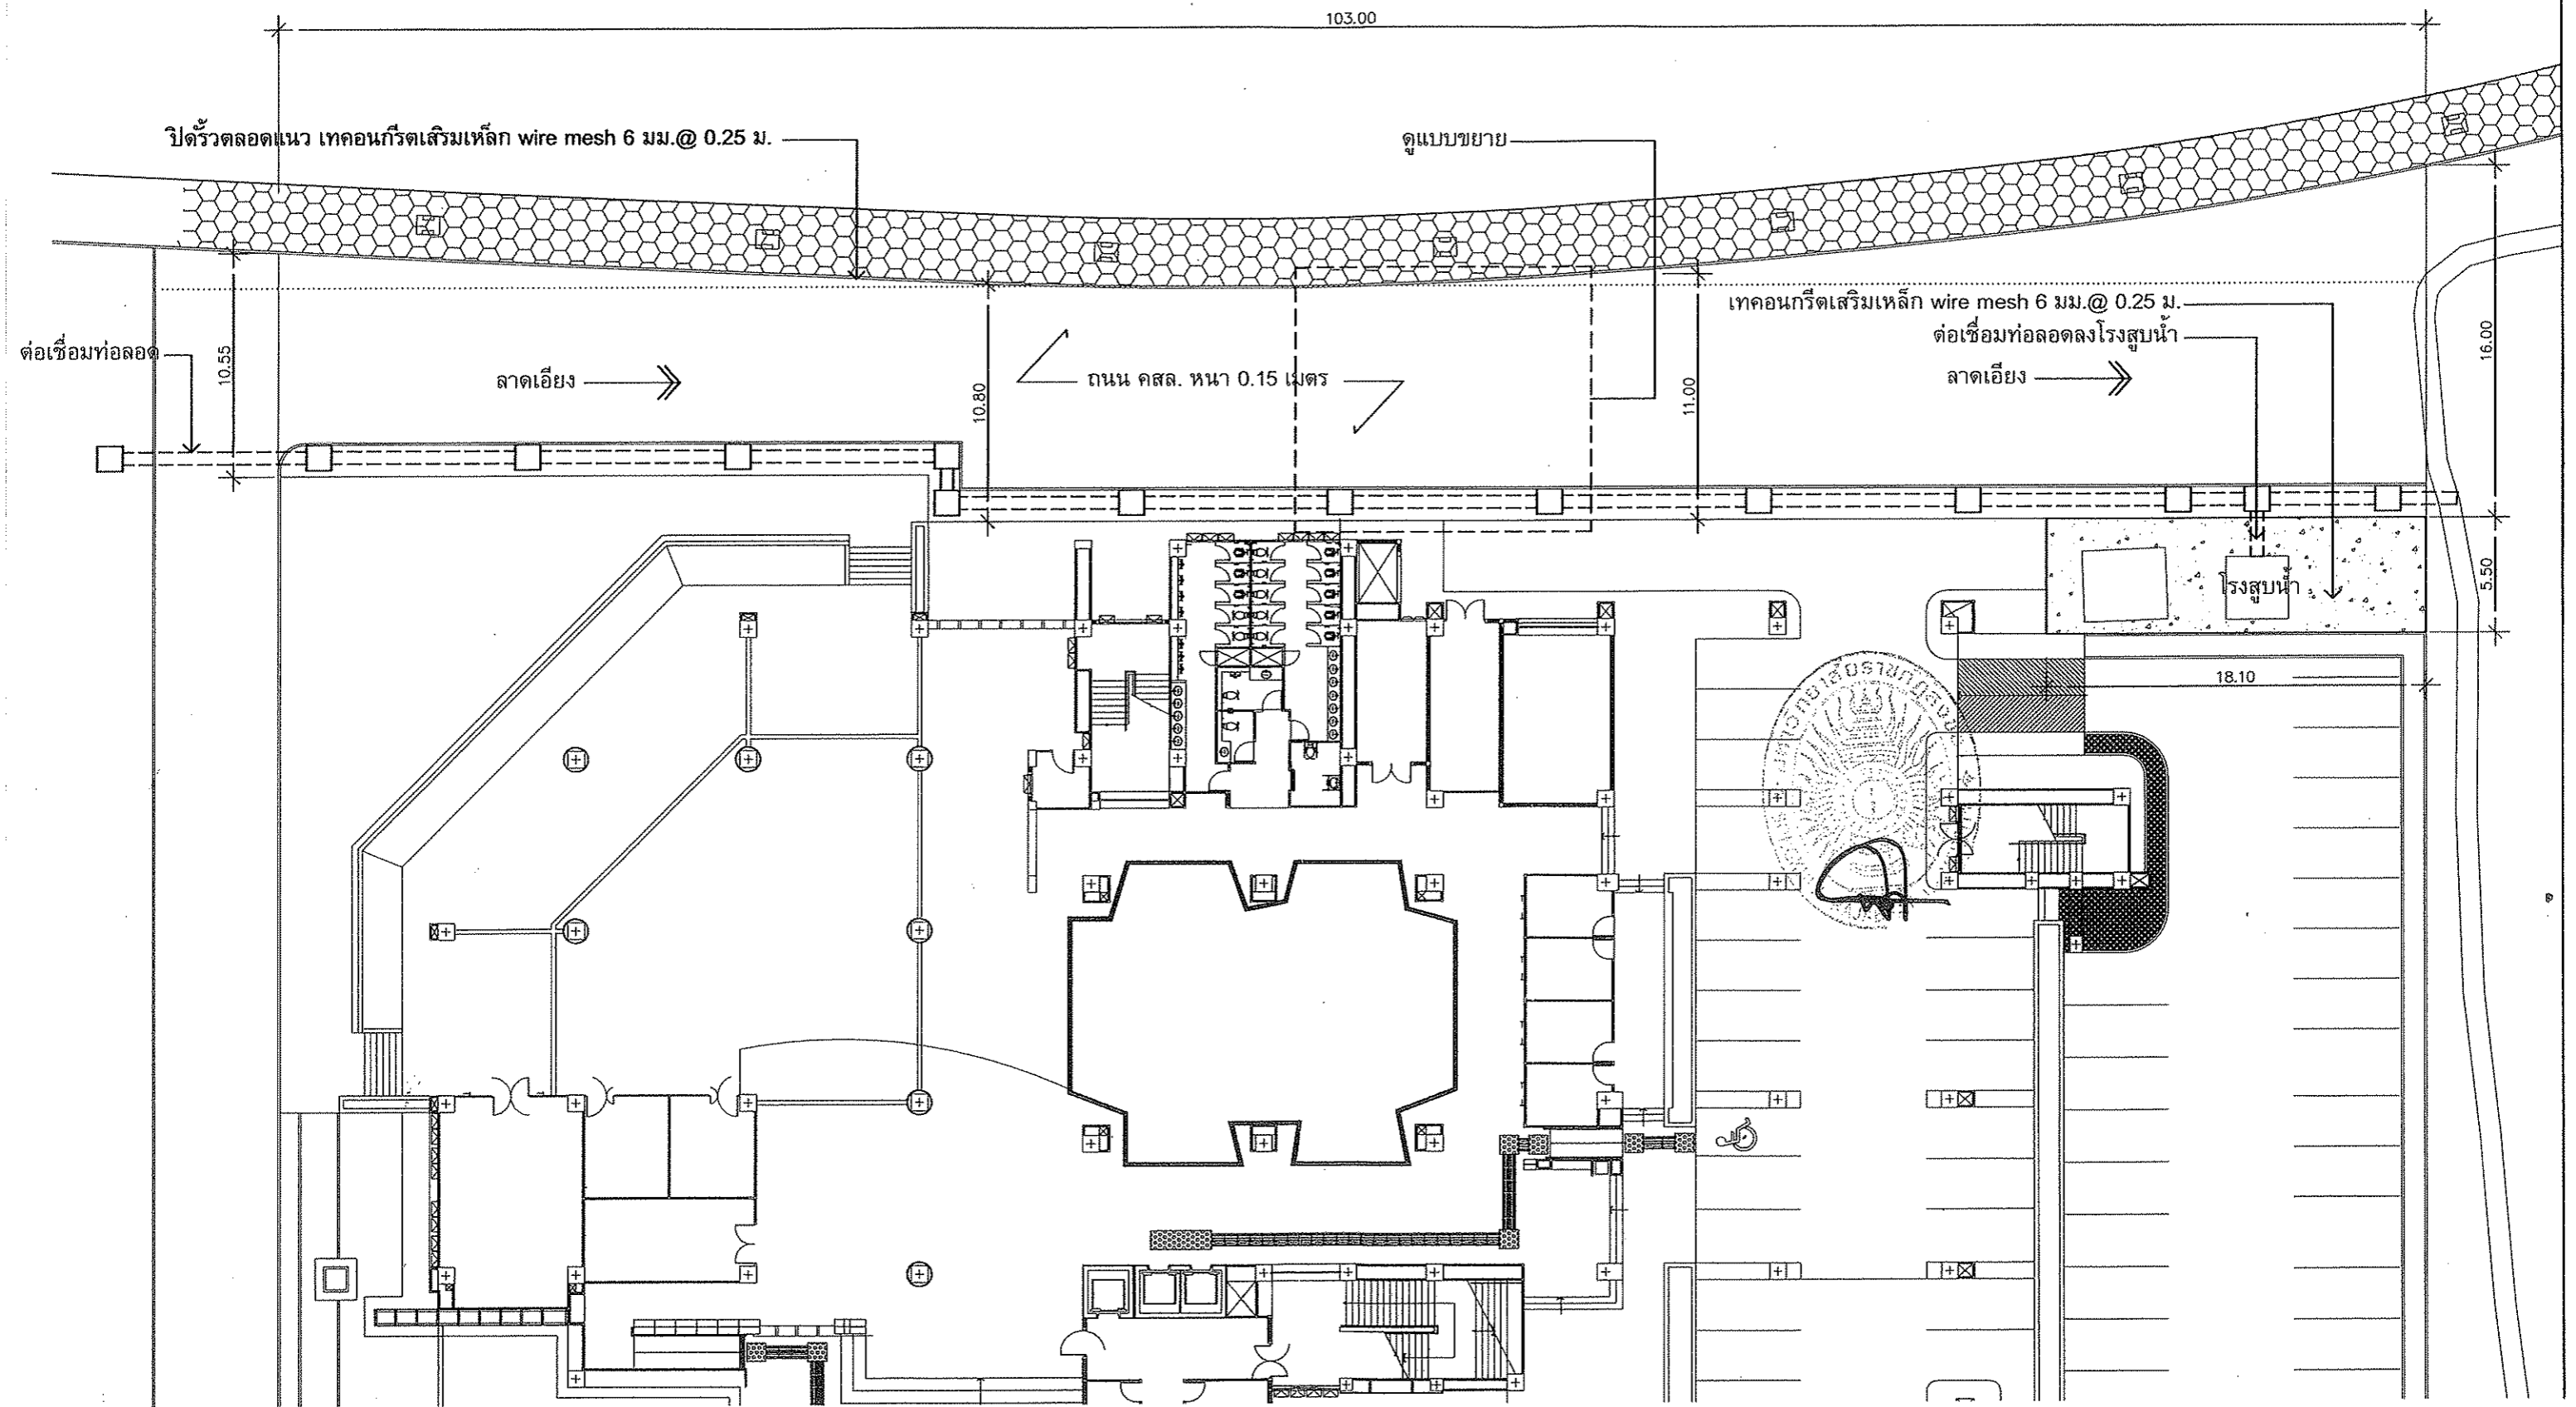 103.00
ปิดรั้วตลอดแนว เทคอนกรีตเสริมเหล็ก wire mesh 6 มม.@ 0.25 ม.
ดูแบบขยาย
เทคอนกรีตเสริมเหล็ก wire mesh 6 มม.@ 0.25 ม.
ต่อเชื่อมท่อลอดลงโรงสูบน้ำ
ต่อเชื่อมท่อลอด
10.55
ลาดเอียง
10.80
ถนน คสล. หนา 0.15 เมตร
11.00
ลาดเอียง
16.00
โรงสูบน้ำ
5.50
18.10